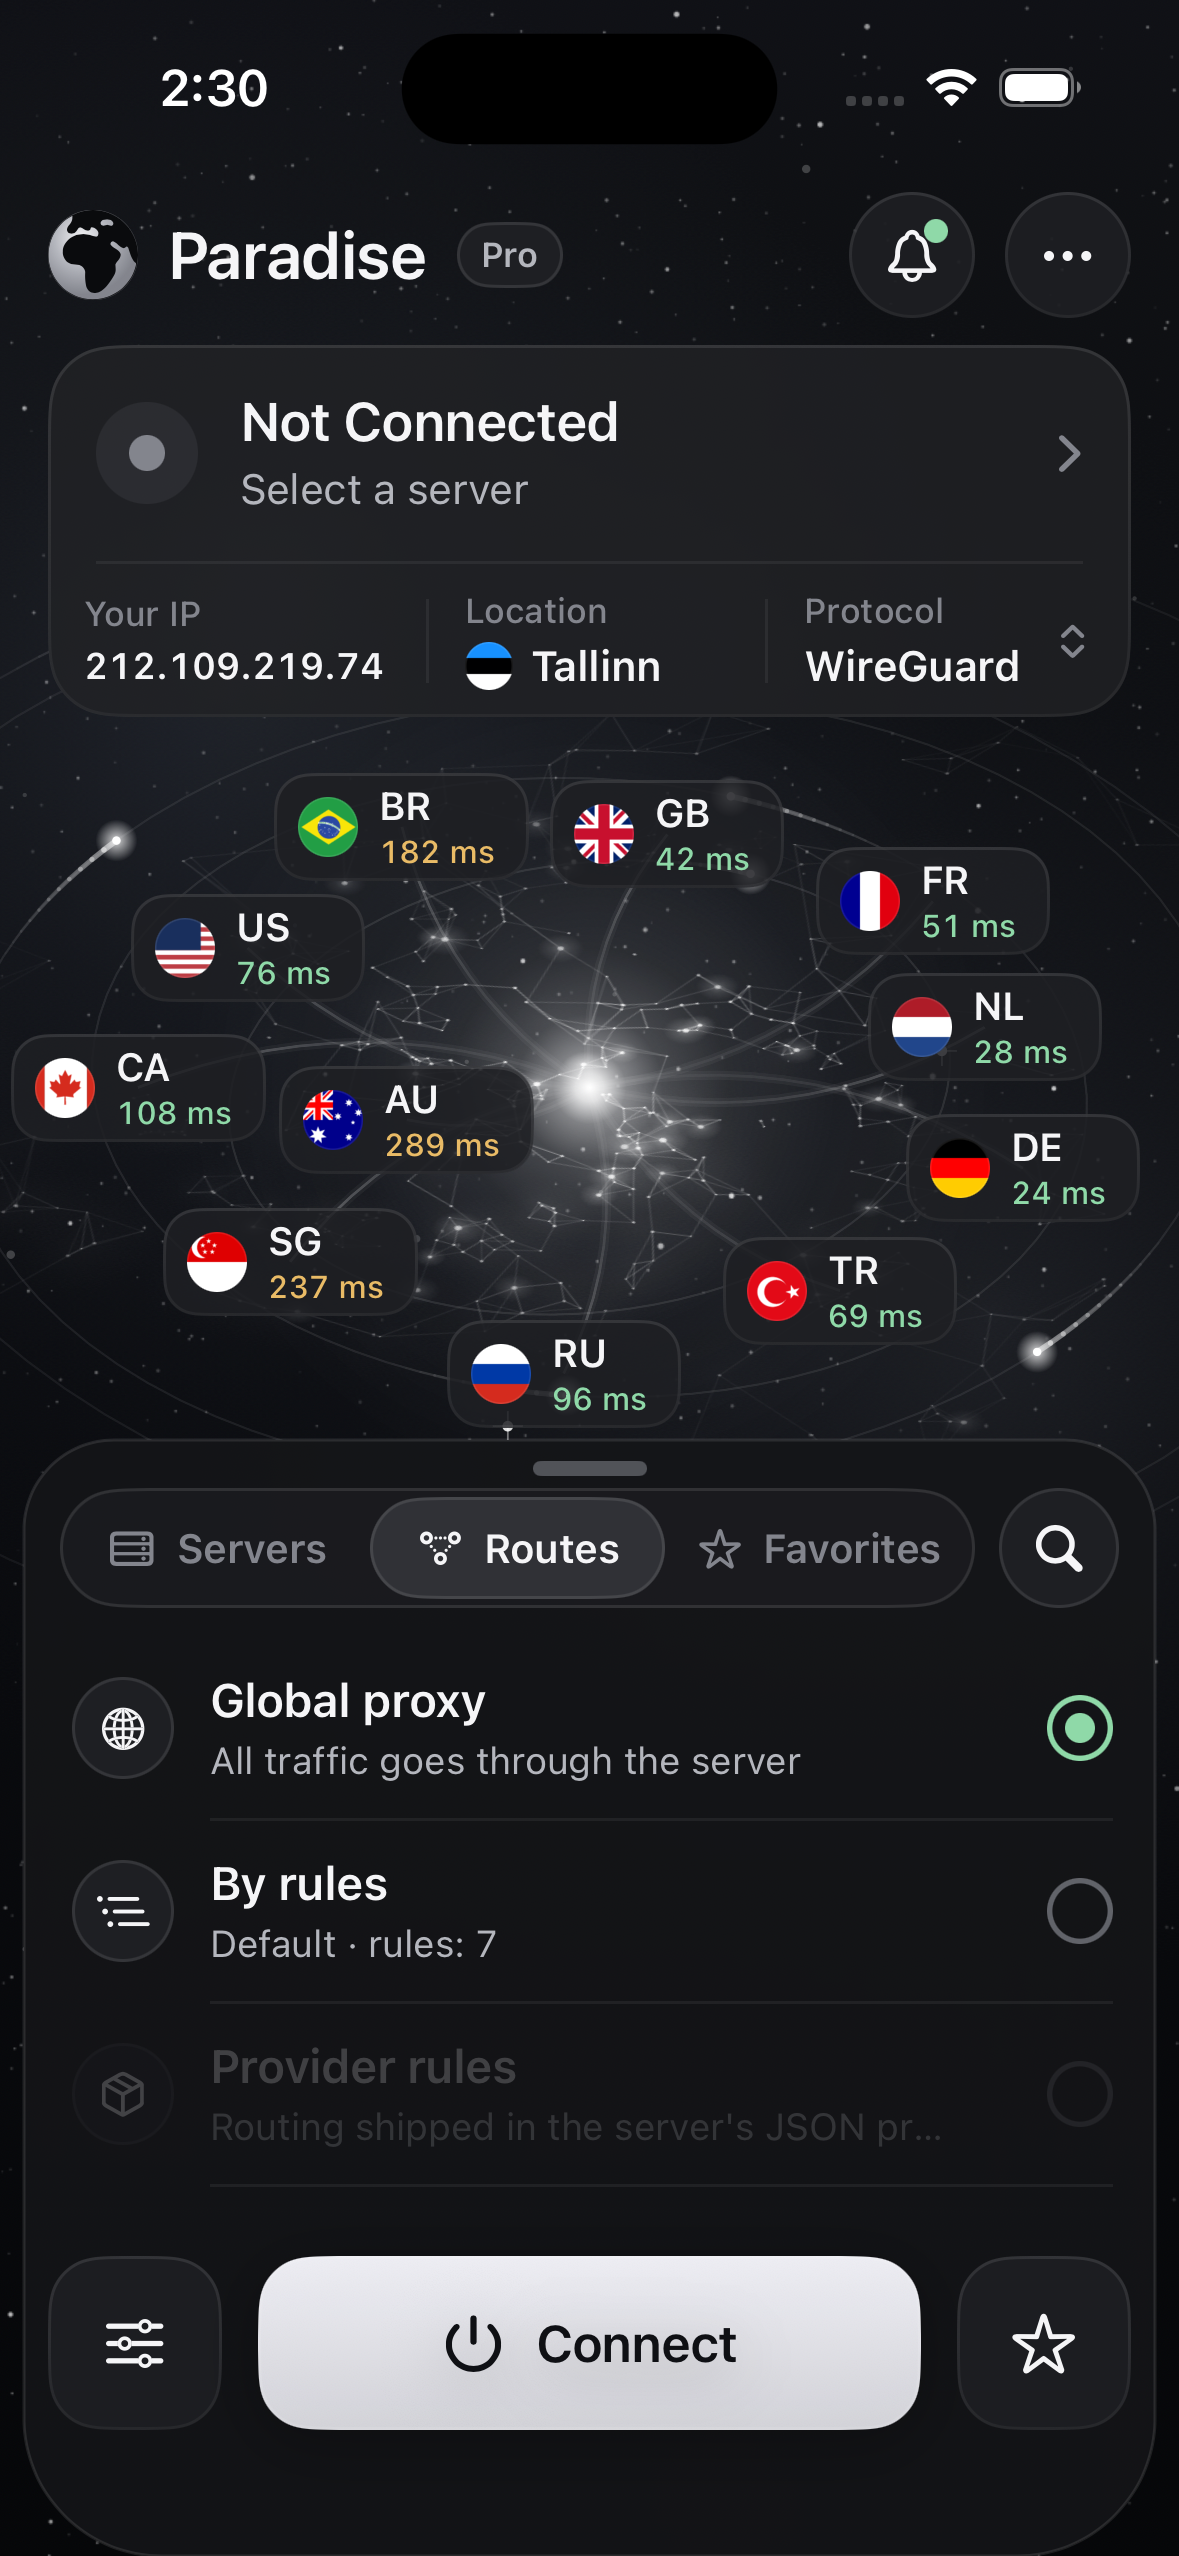 2:30
Paradise
Pro
Not Connected
Select a server
Your IP
212.109.219.74
Location
Tallinn
Protocol
WireGuard
BR
182 ms
GB
42 ms
FR
51 ms
US
76 ms
NL
28 ms
CA
108 ms
AU
289 ms
DE
24 ms
SG
237 ms
TR
69 ms
RU
96 ms
Servers
Routes
Favorites
Global proxy
All traffic goes through the server
By rules
Default · rules: 7
Provider rules
Routing shipped in the server's JSON pr...
Connect